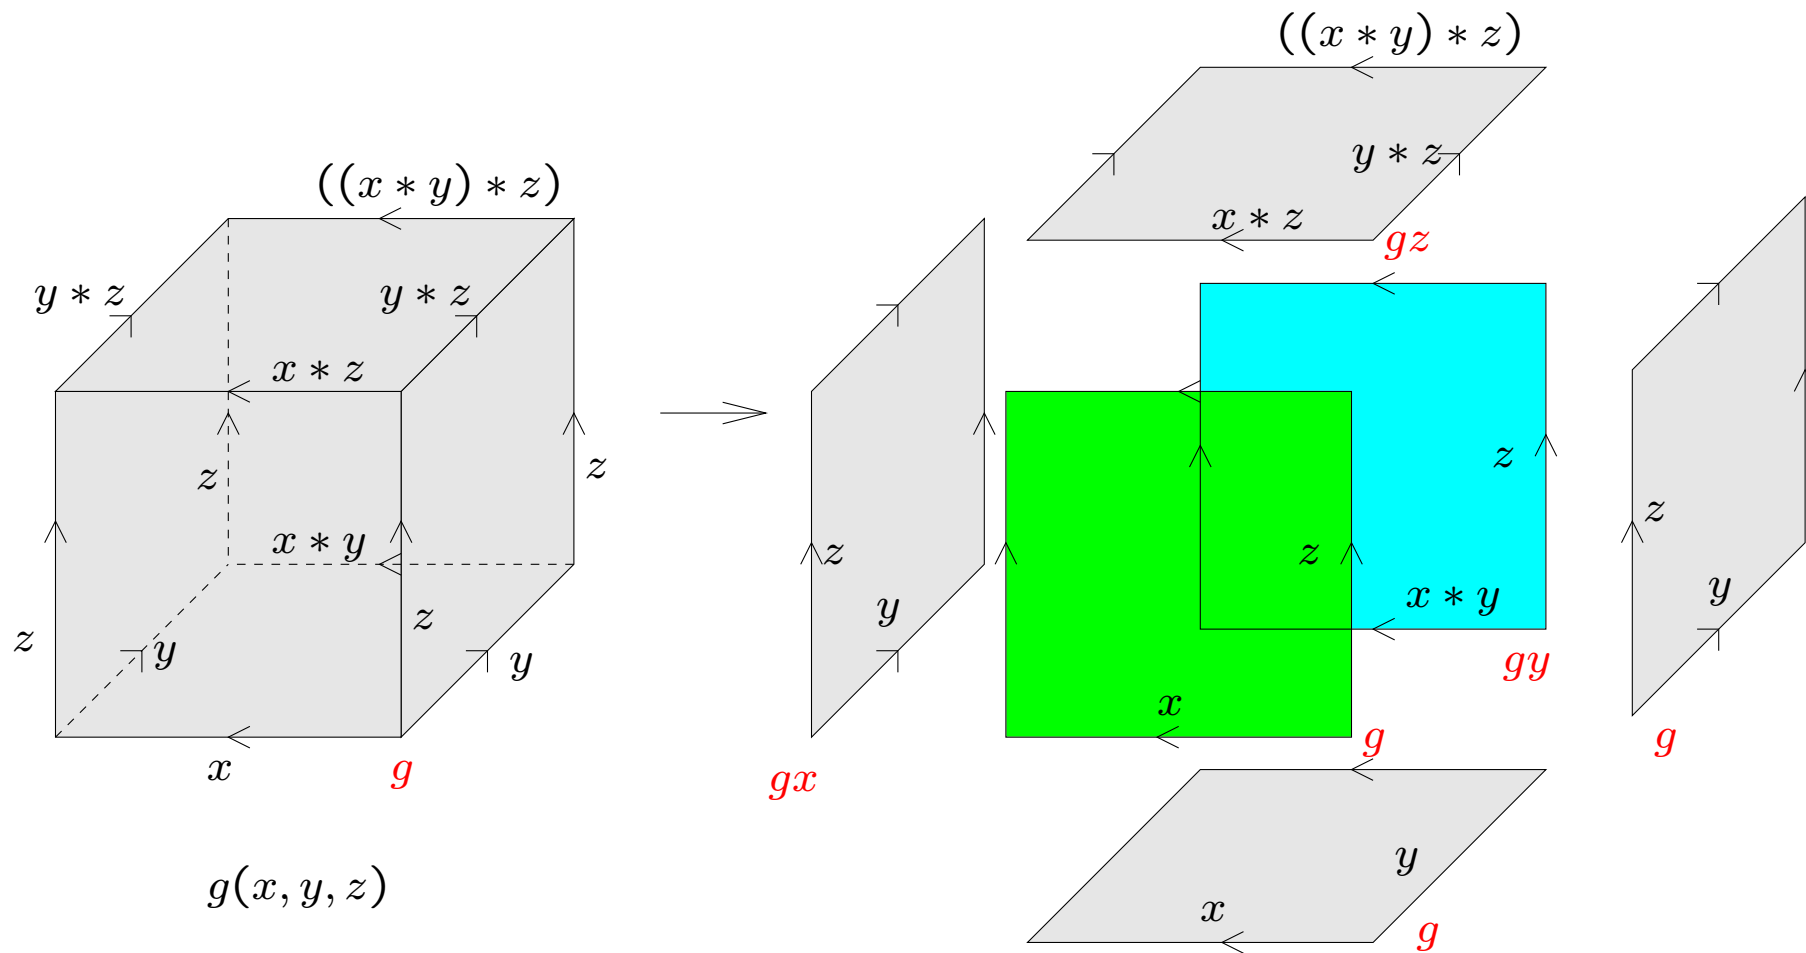 ((x ∗ y) ∗ z)
y ∗ z
y ∗ z
x ∗ z
z
z
x ∗ y
z
z
y
y
x
g
g(x, y, z)
z
y
gx
((x ∗ y) ∗ z)
y ∗ z
x ∗ z
gz
z
z
x ∗ y
gy
x
g
z
y
g
y
x
g